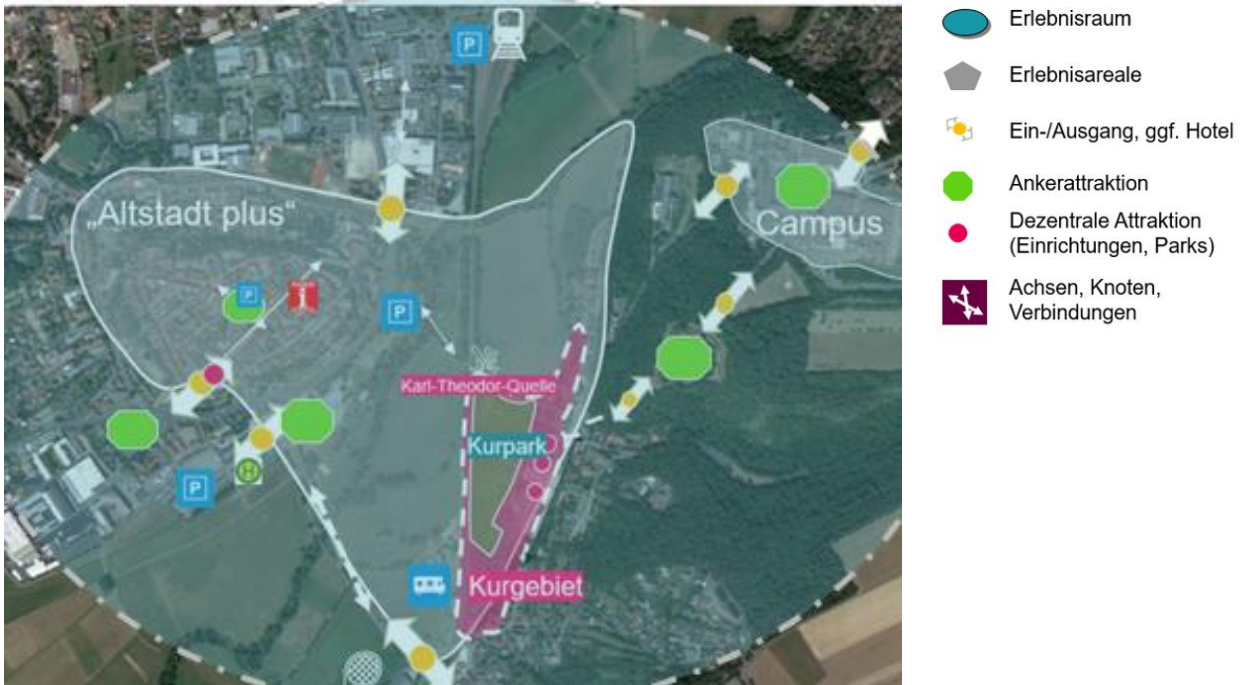 P
„Altstadt plus“
Campus
P
i
P
Karl-Theodor-Quelle
Kurpark
H
P
Kurgebiet
Erlebnisraum
Erlebnisareale
Ein-/Ausgang, ggf. Hotel
Ankerattraktion
Dezentrale Attraktion
(Einrichtungen, Parks)
Achsen, Knoten,
Verbindungen